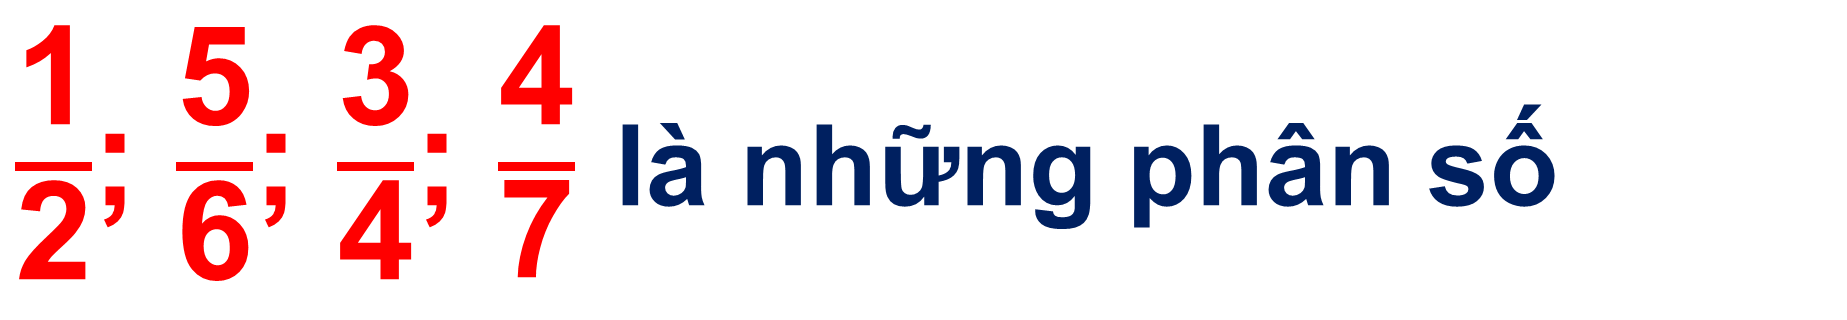 1/2; 5/6; 3/4; 4/7 là những phân số